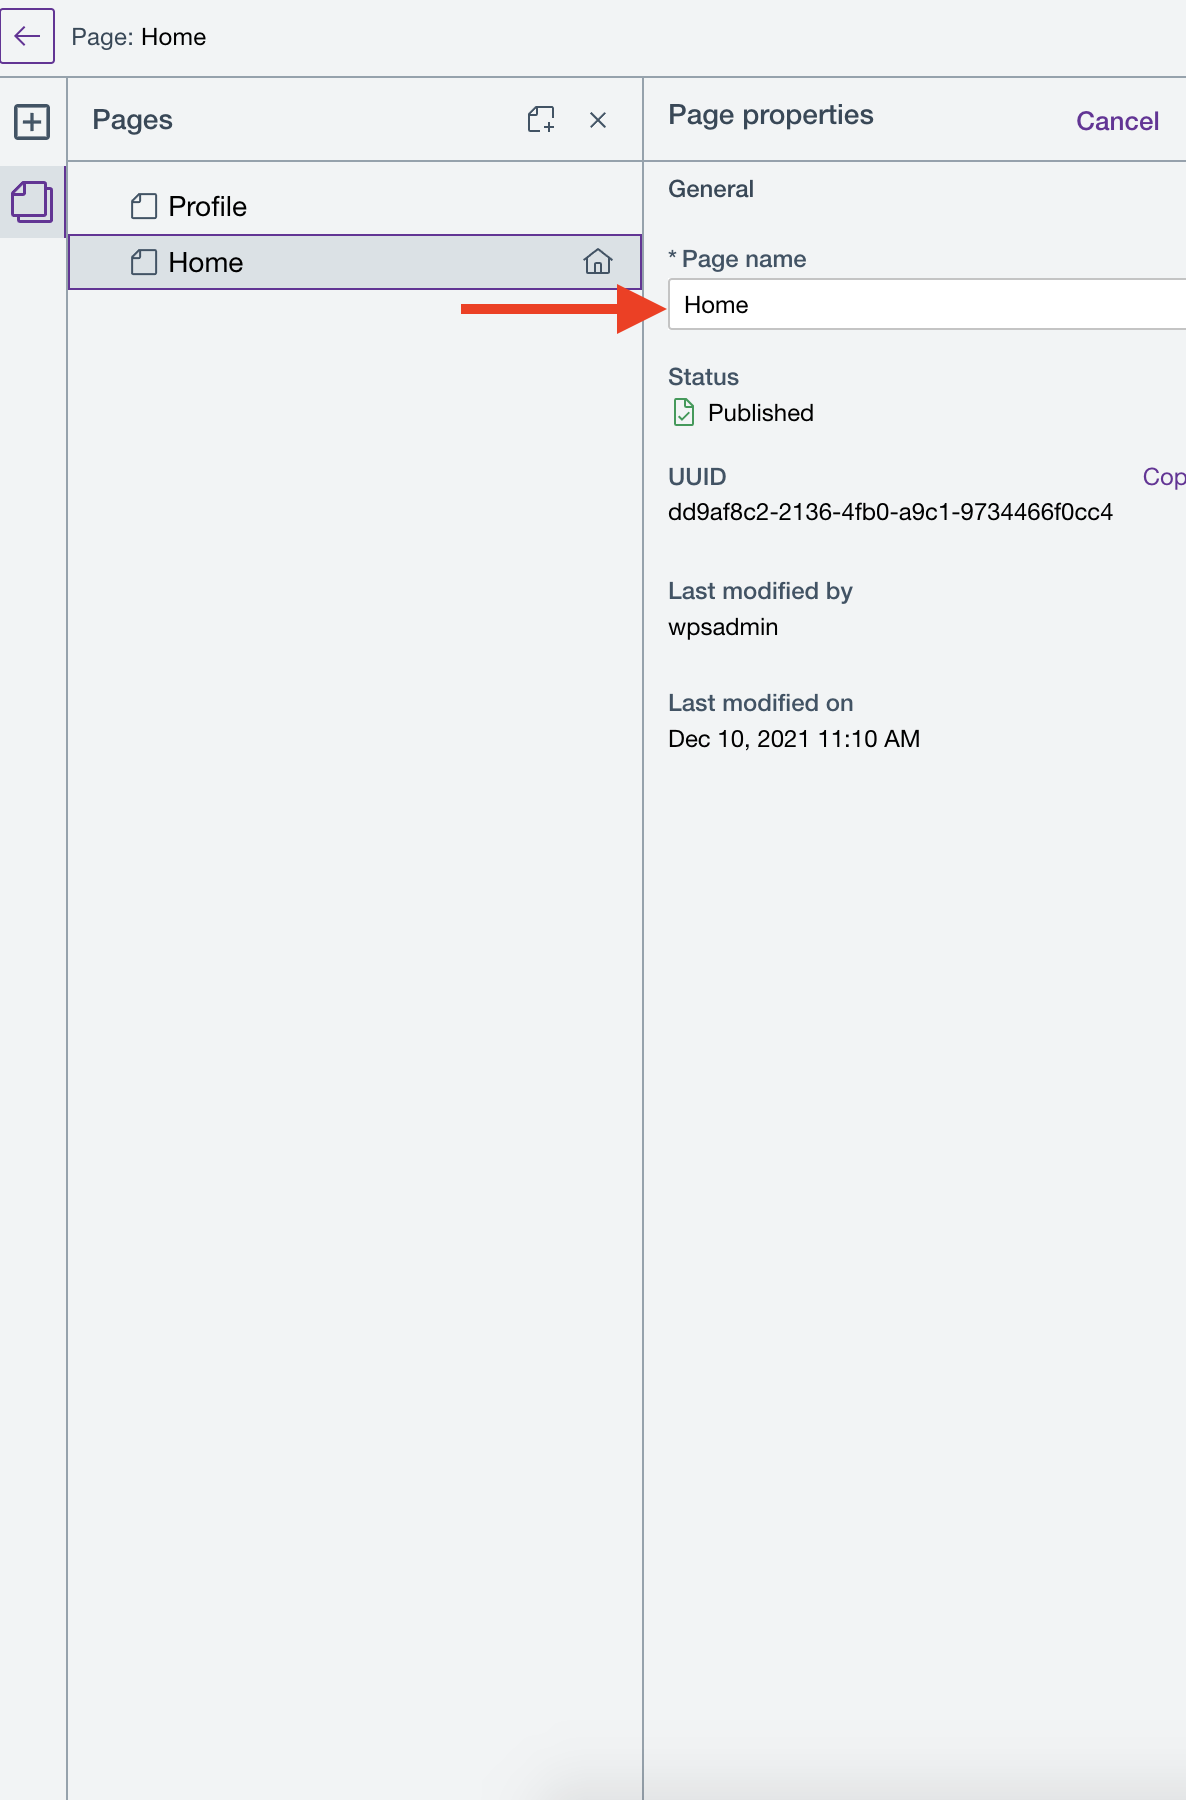 Page: Home
Pages
Profile
Home
Page properties
Cancel
General
* Page name
Home
Status
Published
UUID
Cop
dd9af8c2-2136-4fb0-a9c1-9734466f0cc4
Last modified by
wpsadmin
Last modified on
Dec 10, 2021 11:10 AM